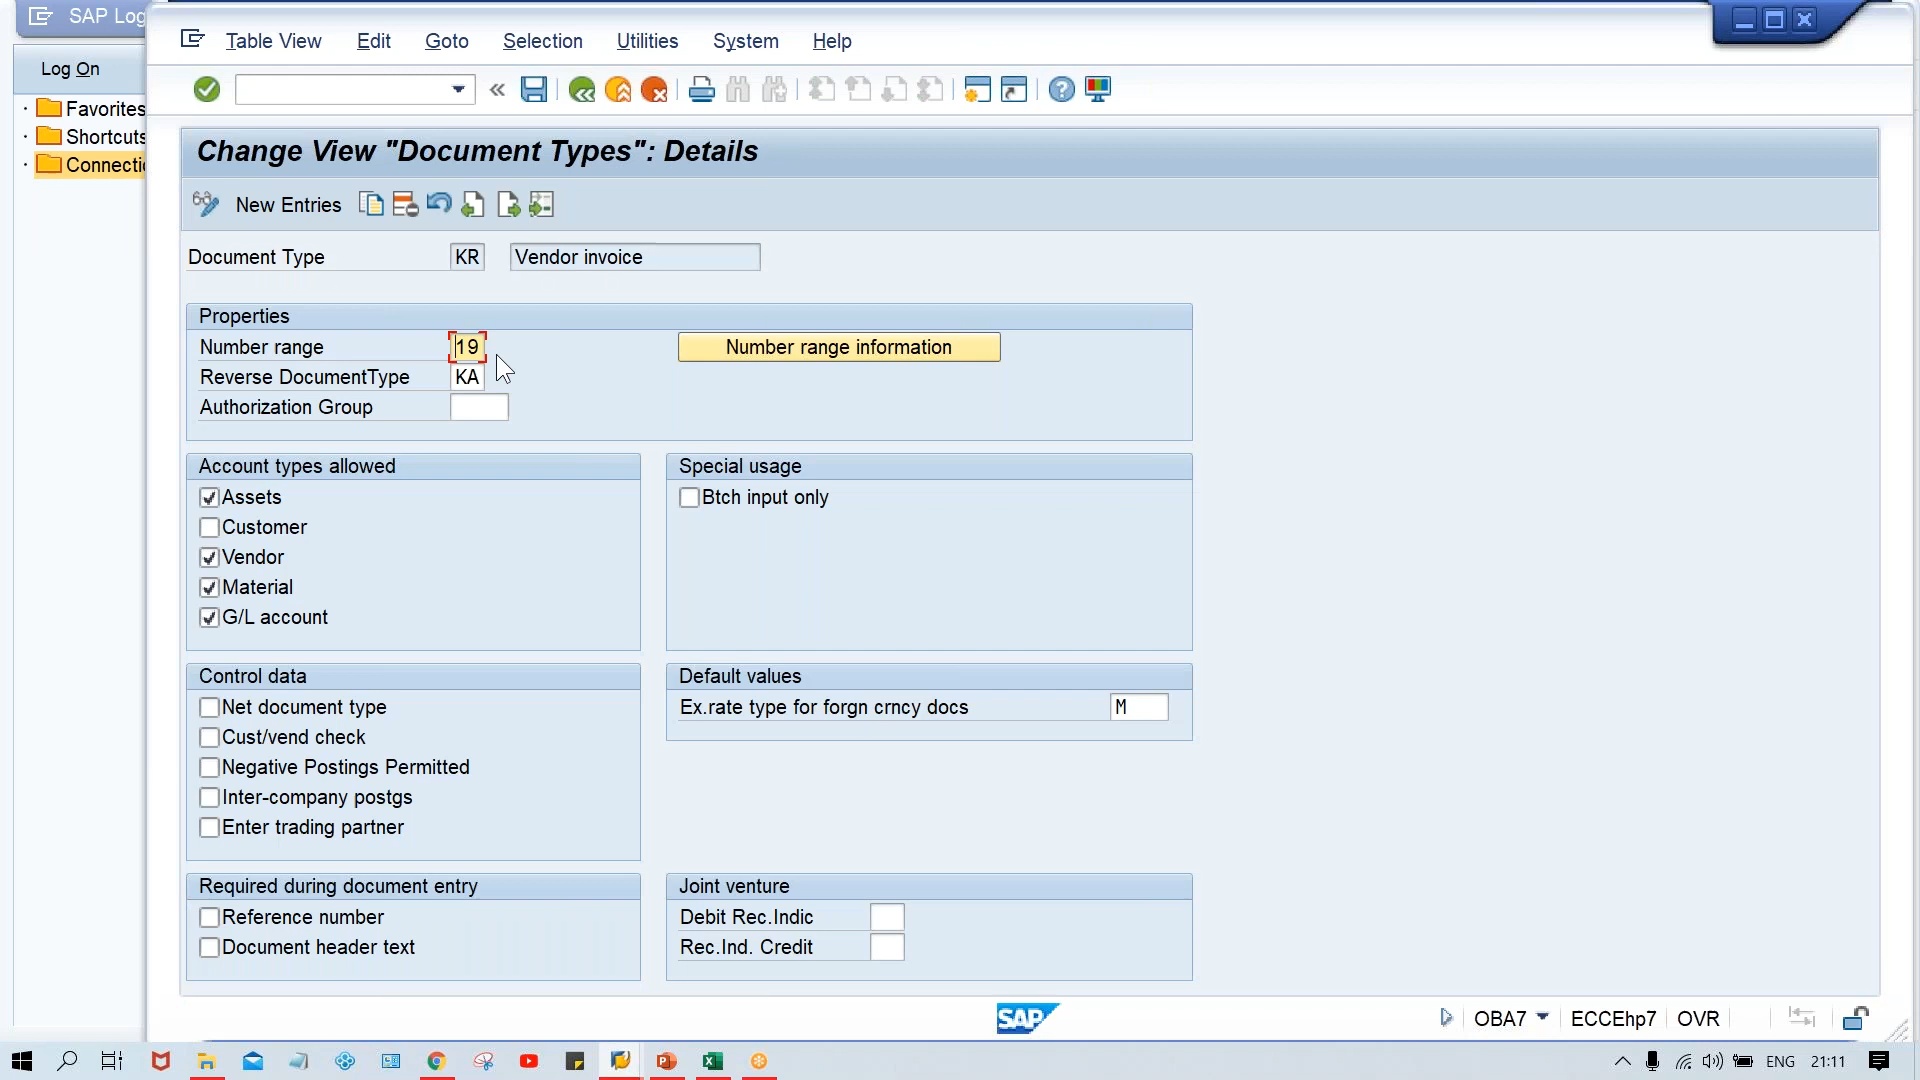 SAP Log
Table View Edit Goto Selection Utilities System Help
Log On
Favorites
Shortcuts
Connecti
Change View "Document Types": Details
New Entries
Document Type KR Vendor invoice
Properties
Number range 19 Number range information
Reverse DocumentType KA
Authorization Group
Account types allowed
Assets
Customer
Vendor
Material
G/L account
Special usage
Btch input only
Control data
Net document type
Cust/vend check
Negative Postings Permitted
Inter-company postgs
Enter trading partner
Default values
Ex.rate type for forgn crncy docs M
Required during document entry
Reference number
Document header text
Joint venture
Debit Rec.Indic
Rec.Ind. Credit
SAP
OBA7 ECCEhp7 OVR
ENG 21:11